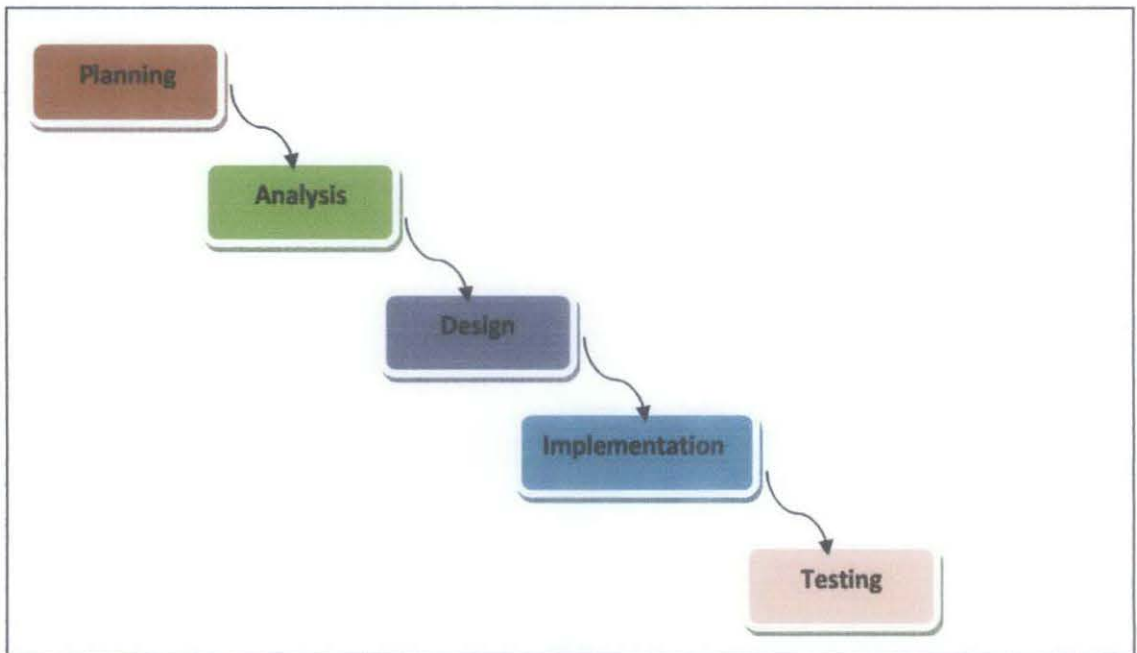 Planning
Analysis
Design
Implementation
Testing